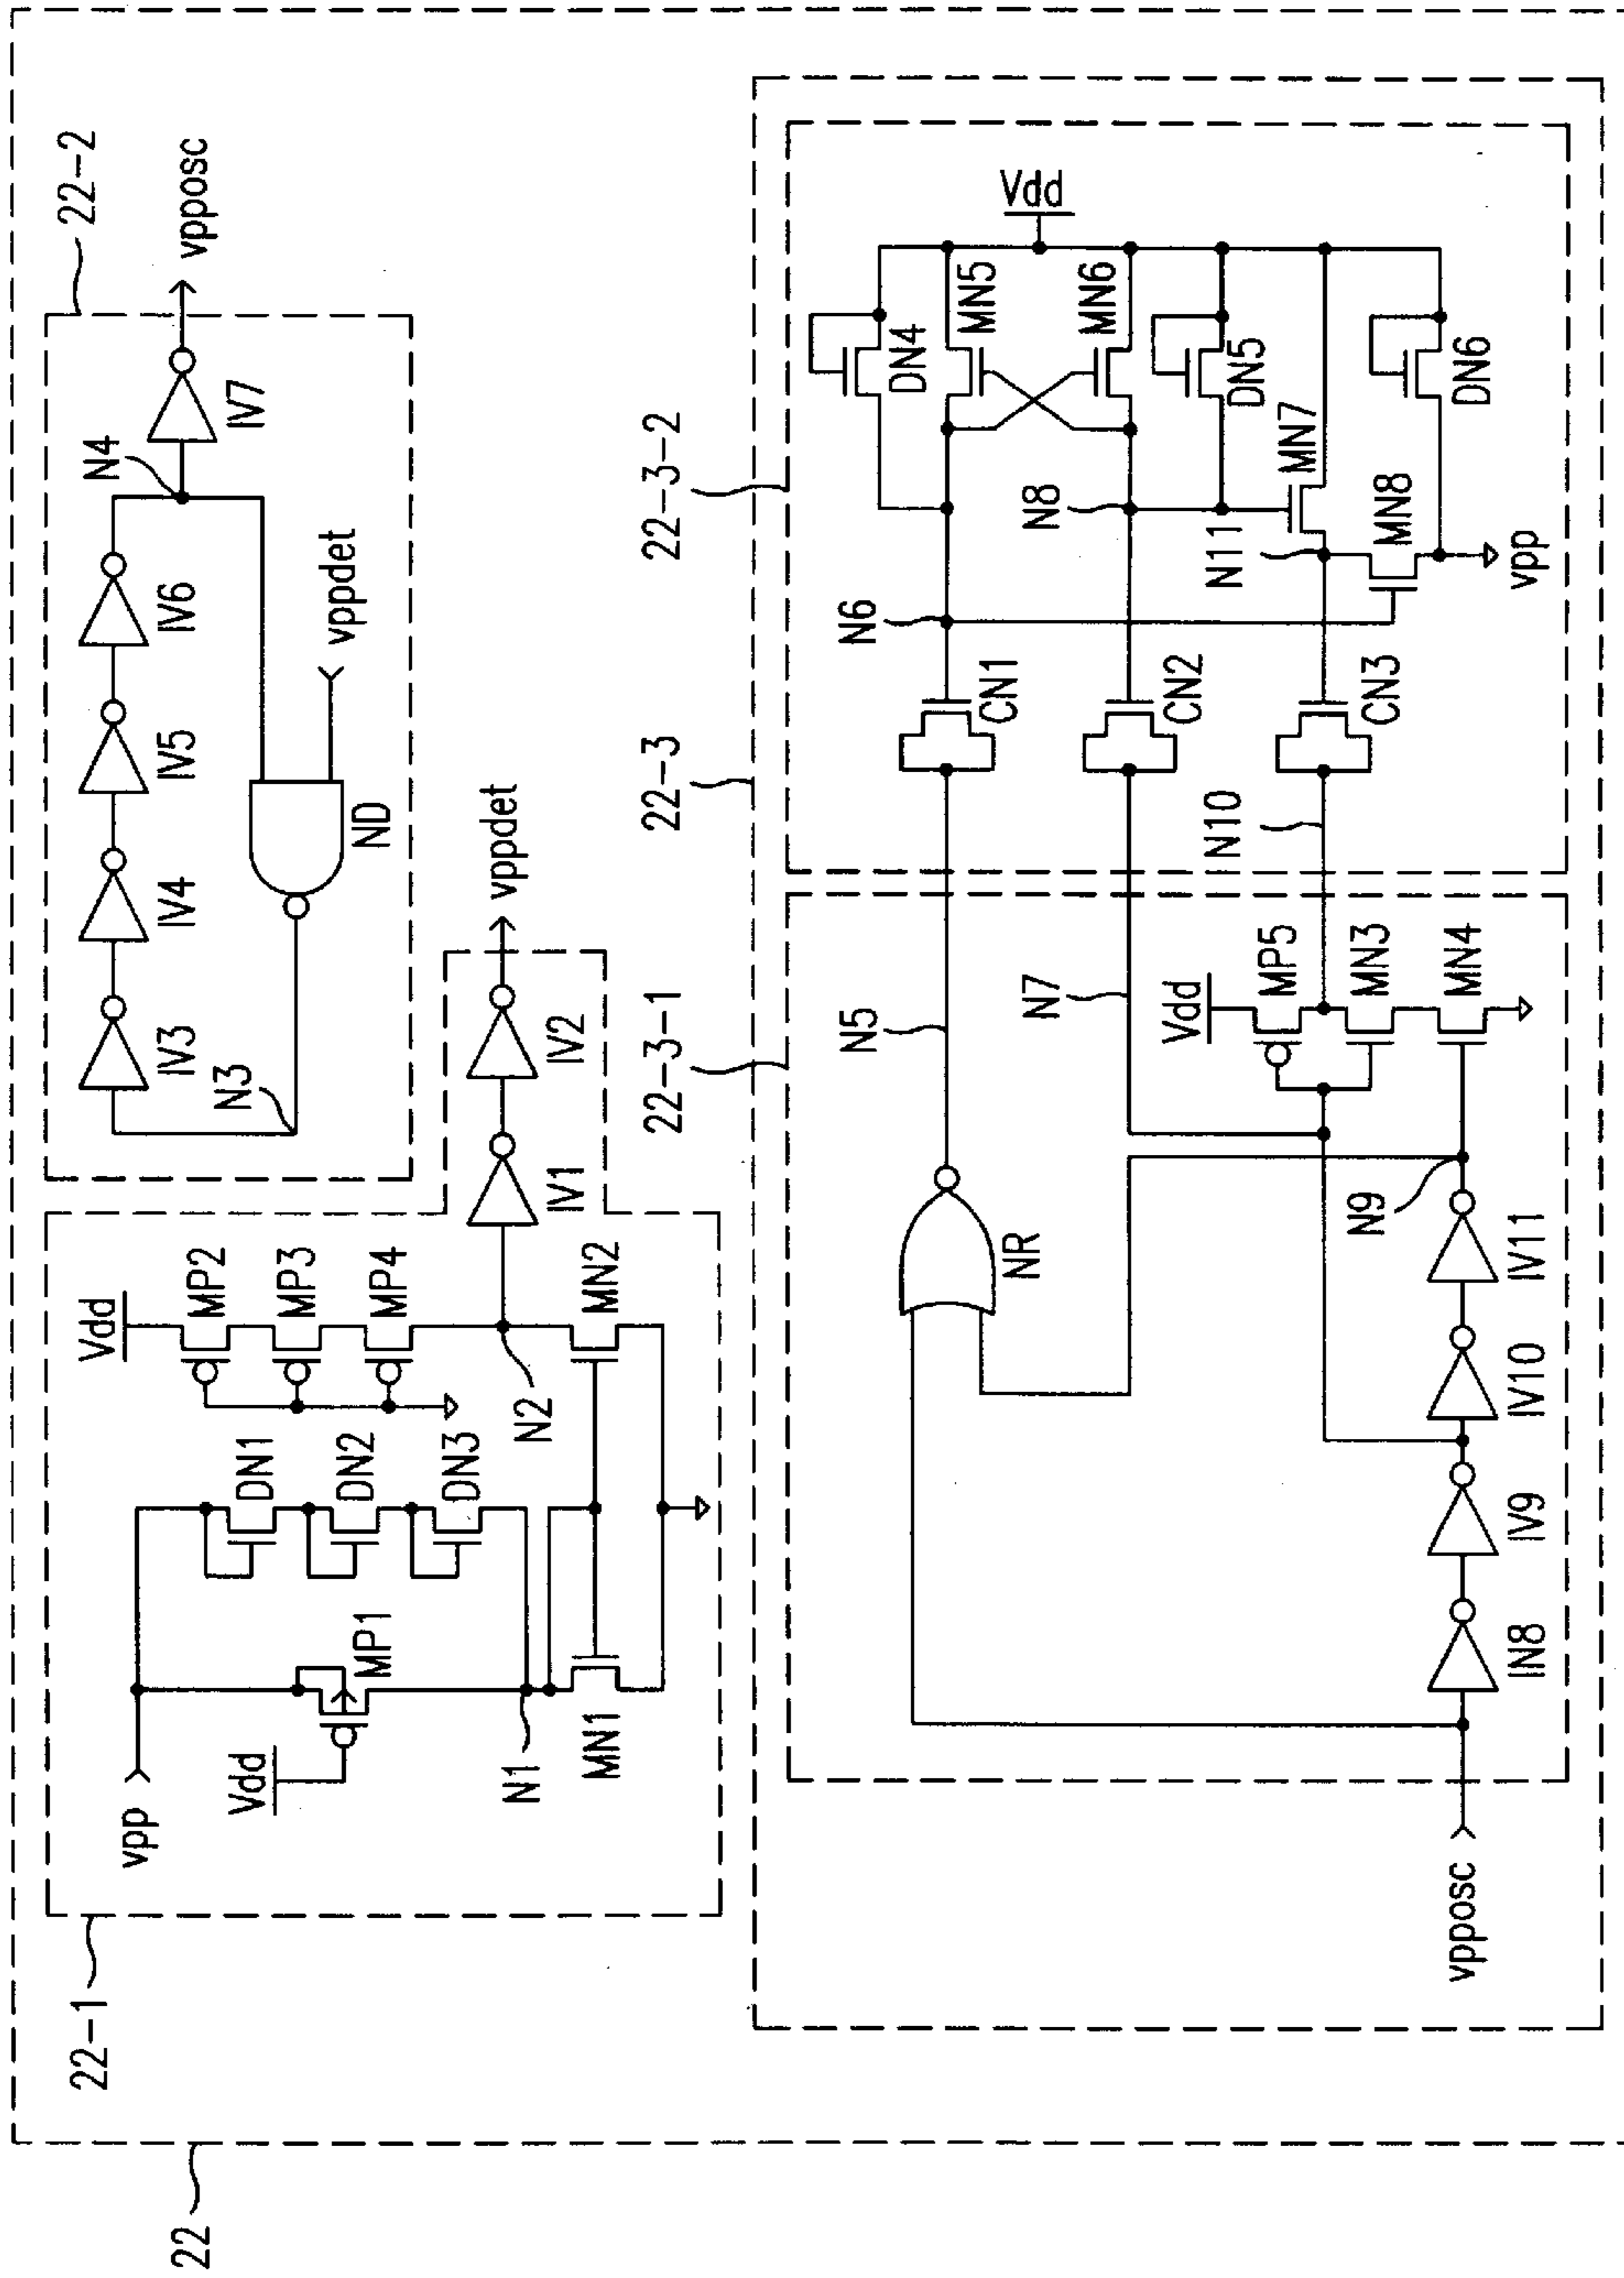 22
22-1
vpp
Vdd
MP1
N1
MN1
DN1
DN2
DN3
Vdd
MP2
MP3
MP4
N2
MN2
IV1
IV2
vppdet
22-2
N3
IV3
IV4
IV5
IV6
ND
vppdet
N4
IV7
vpposc
22-3
22-3-1
vpposc
IN8
IV9
IV10
IV11
N9
NR
N5
N7
Vdd
MP5
MN3
MN4
N10
22-3-2
CN1
CN2
CN3
N6
N8
N11
DN4
MN5
MN6
DN5
MN7
MN8
DN6
Vdd
vpp